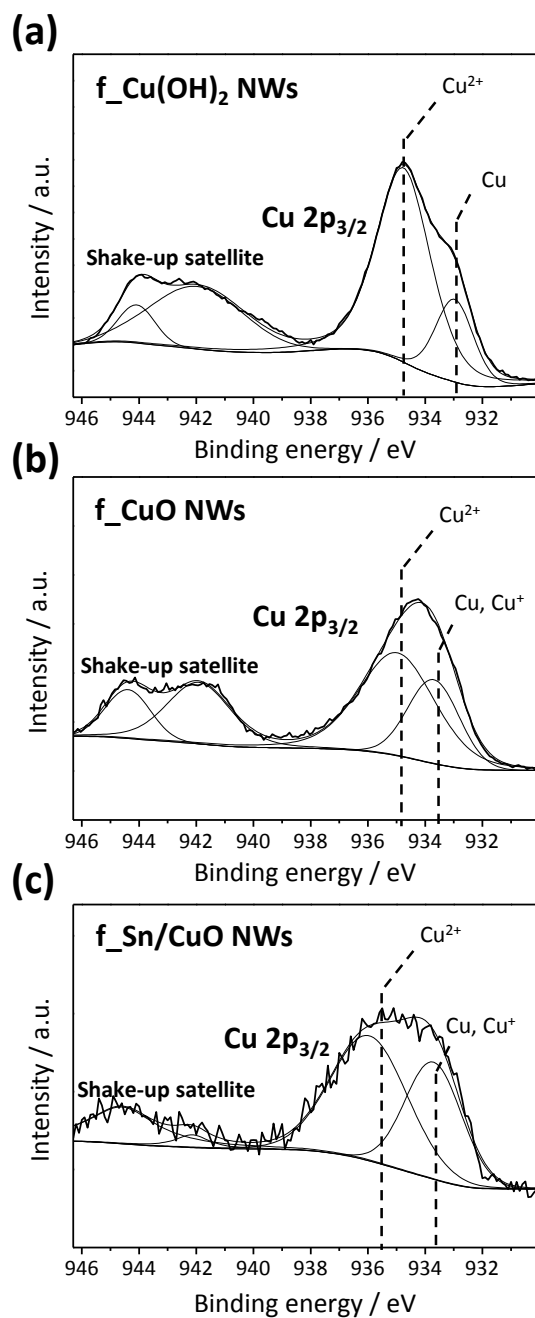 (a)
f_Cu(OH)₂ NWs
Cu²⁺
Cu
Cu 2p₃/₂
Shake-up satellite
Intensity / a.u.
946 944 942 940 938 936 934 932
Binding energy / eV
(b)
f_CuO NWs
Cu²⁺
Cu, Cu⁺
Cu 2p₃/₂
Shake-up satellite
Intensity / a.u.
946 944 942 940 938 936 934 932
Binding energy / eV
(c)
f_Sn/CuO NWs
Cu²⁺
Cu, Cu⁺
Cu 2p₃/₂
Shake-up satellite
Intensity / a.u.
946 944 942 940 938 936 934 932
Binding energy / eV